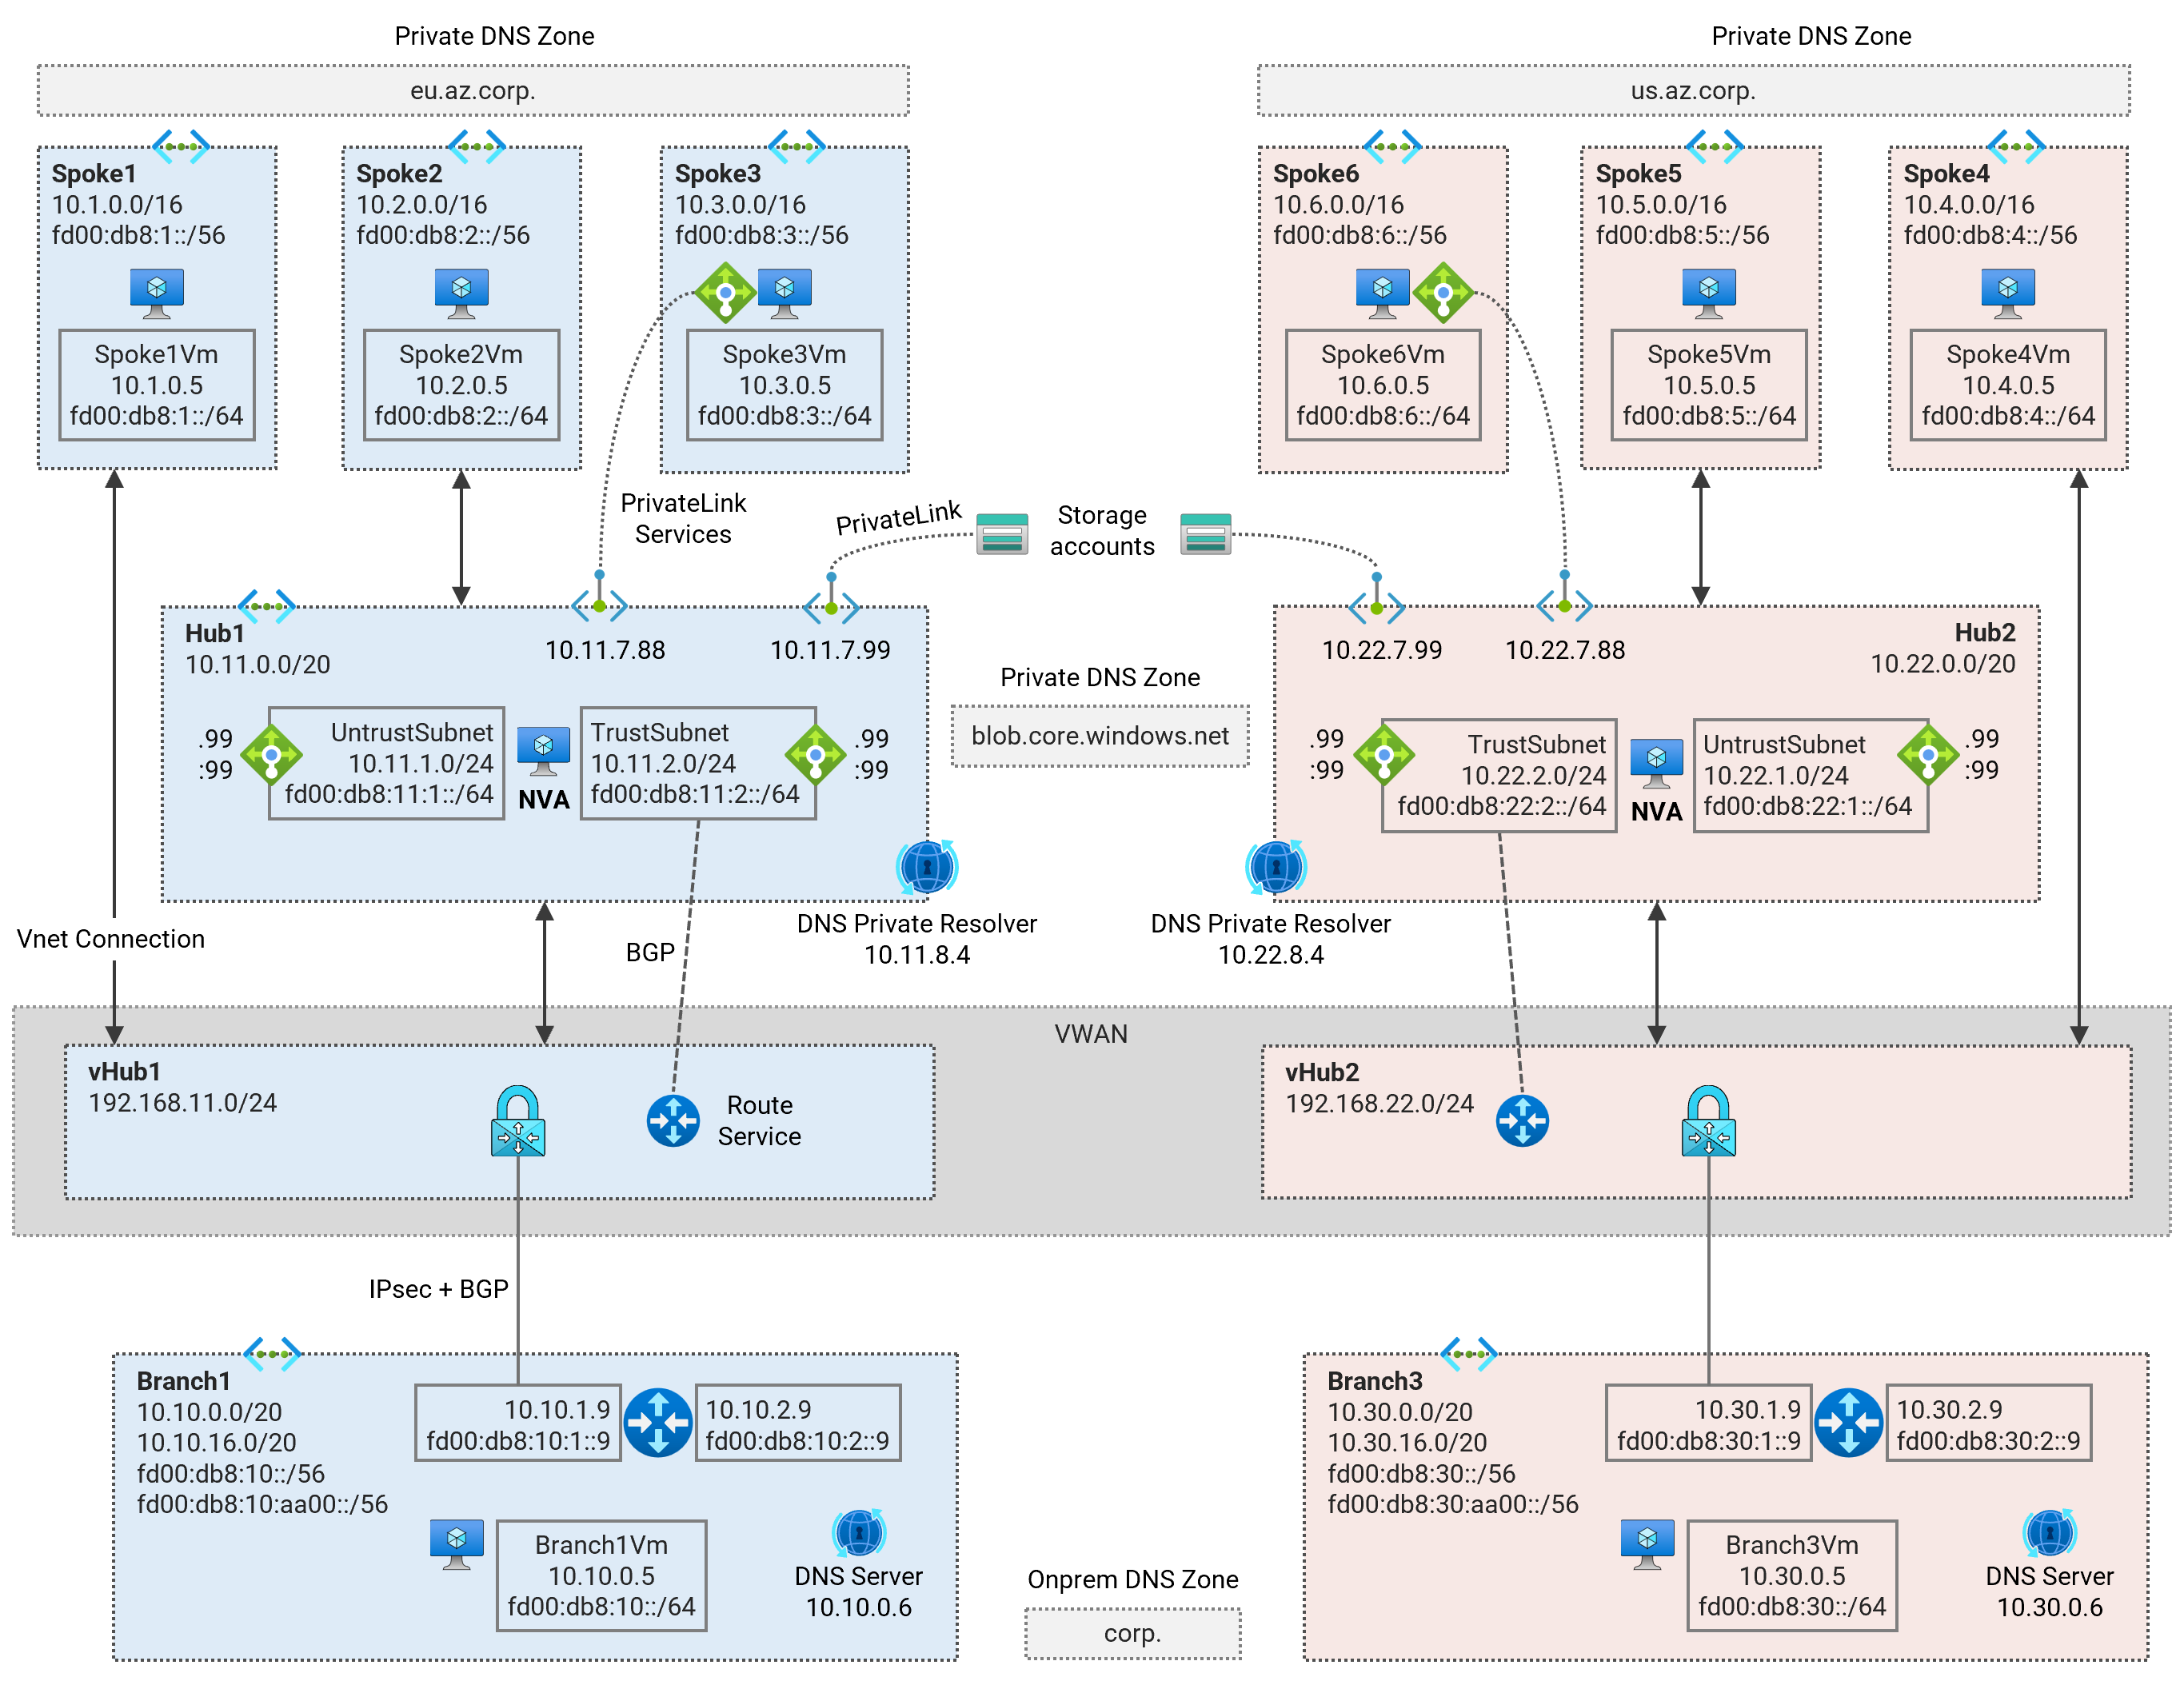 Private DNS Zone
eu.az.corp.
Private DNS Zone
us.az.corp.
Spoke1
10.1.0.0/16
fd00:db8:1::/56
Spoke1Vm
10.1.0.5
fd00:db8:1::/64
Spoke2
10.2.0.0/16
fd00:db8:2::/56
Spoke2Vm
10.2.0.5
fd00:db8:2::/64
Spoke3
10.3.0.0/16
fd00:db8:3::/56
Spoke3Vm
10.3.0.5
fd00:db8:3::/64
Spoke6
10.6.0.0/16
fd00:db8:6::/56
Spoke6Vm
10.6.0.5
fd00:db8:6::/64
Spoke5
10.5.0.0/16
fd00:db8:5::/56
Spoke5Vm
10.5.0.5
fd00:db8:5::/64
Spoke4
10.4.0.0/16
fd00:db8:4::/56
Spoke4Vm
10.4.0.5
fd00:db8:4::/64
PrivateLink
Services
PrivateLink
Storage
accounts
Hub1
10.11.0.0/20
10.11.7.88
10.11.7.99
.99
:99
UntrustSubnet
10.11.1.0/24
fd00:db8:11:1::/64
NVA
TrustSubnet
10.11.2.0/24
fd00:db8:11:2::/64
.99
:99
Private DNS Zone
blob.core.windows.net
10.22.7.99
10.22.7.88
Hub2
10.22.0.0/20
.99
:99
TrustSubnet
10.22.2.0/24
fd00:db8:22:2::/64
NVA
UntrustSubnet
10.22.1.0/24
fd00:db8:22:1::/64
.99
:99
Vnet Connection
BGP
DNS Private Resolver
10.11.8.4
DNS Private Resolver
10.22.8.4
VWAN
vHub1
192.168.11.0/24
Route
Service
vHub2
192.168.22.0/24
IPsec + BGP
Branch1
10.10.0.0/20
10.10.16.0/20
fd00:db8:10::/56
fd00:db8:10:aa00::/56
10.10.1.9
fd00:db8:10:1::9
10.10.2.9
fd00:db8:10:2::9
Branch1Vm
10.10.0.5
fd00:db8:10::/64
DNS Server
10.10.0.6
Onprem DNS Zone
corp.
Branch3
10.30.0.0/20
10.30.16.0/20
fd00:db8:30::/56
fd00:db8:30:aa00::/56
10.30.1.9
fd00:db8:30:1::9
10.30.2.9
fd00:db8:30:2::9
Branch3Vm
10.30.0.5
fd00:db8:30::/64
DNS Server
10.30.0.6